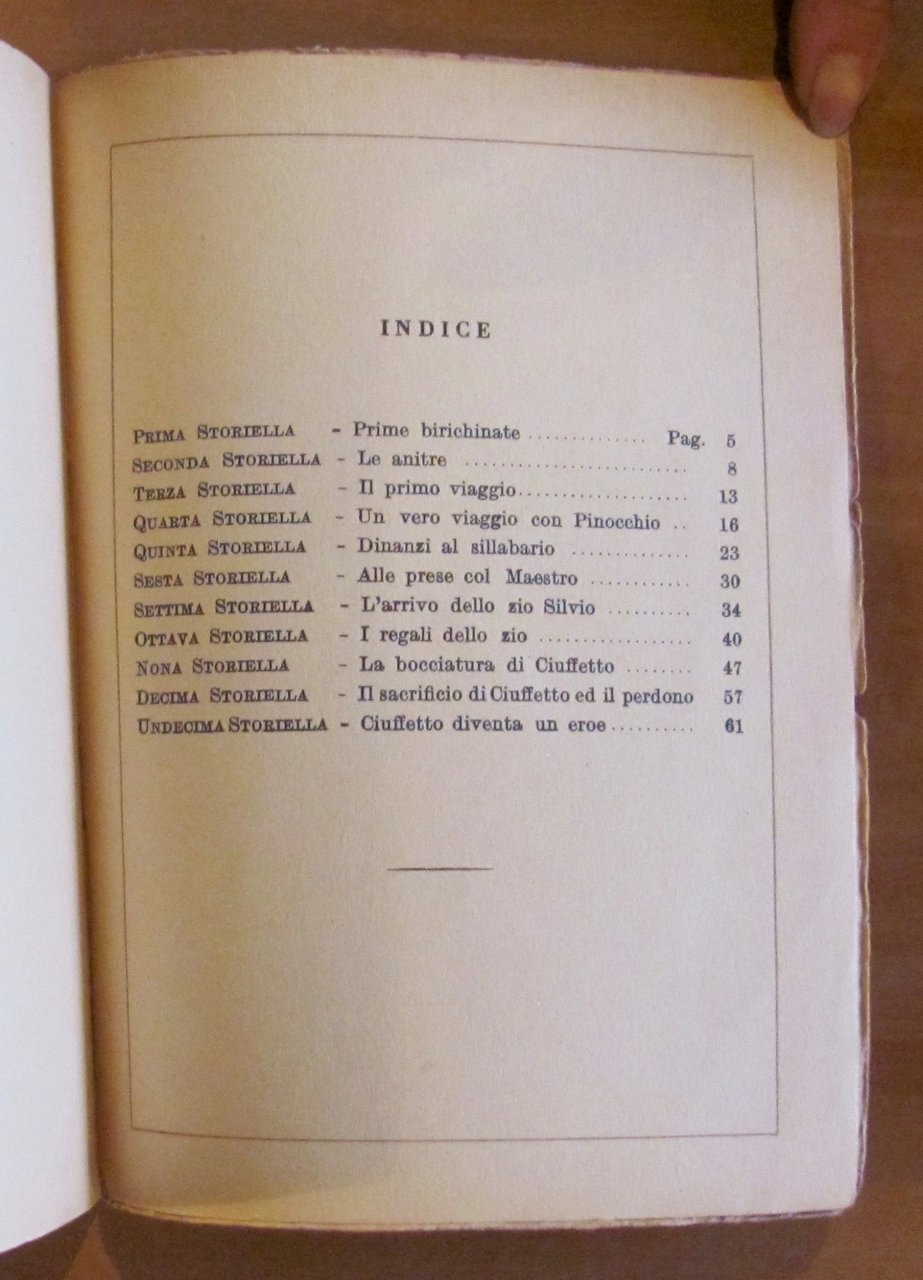 INDICE
PRIMA STORIELLA - Prime birichinate .............. Pag. 5
SECONDA STORIELLA - Le anitre .......................... 8
TERZA STORIELLA - Il primo viaggio.................... 13
QUARTA STORIELLA - Un vero viaggio con Pinocchio .. 16
QUINTA STORIELLA - Dinanzi al sillabario .............. 23
SESTA STORIELLA - Alle prese col Maestro ............ 30
SETTIMA STORIELLA - L'arrivo dello zio Silvio .......... 34
OTTAVA STORIELLA - I regali dello zio .................. 40
NONA STORIELLA - La bocciatura di Ciuffetto ........ 47
DECIMA STORIELLA - Il sacrificio di Ciuffetto ed il perdono 57
UNDECIMA STORIELLA - Ciuffetto diventa un eroe.......... 61